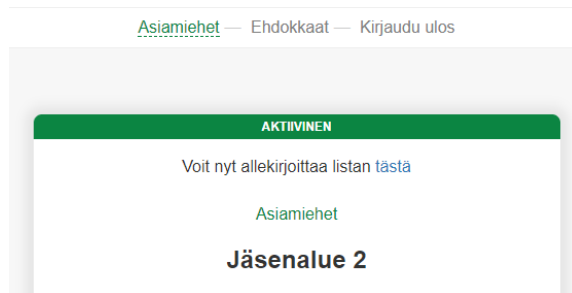 Asiamiehet — Ehdokkaat — Kirjaudu ulos
AKTIIVINEN
Voit nyt allekirjoittaa listan tästä
Asiamiehet
Jäsenalue 2